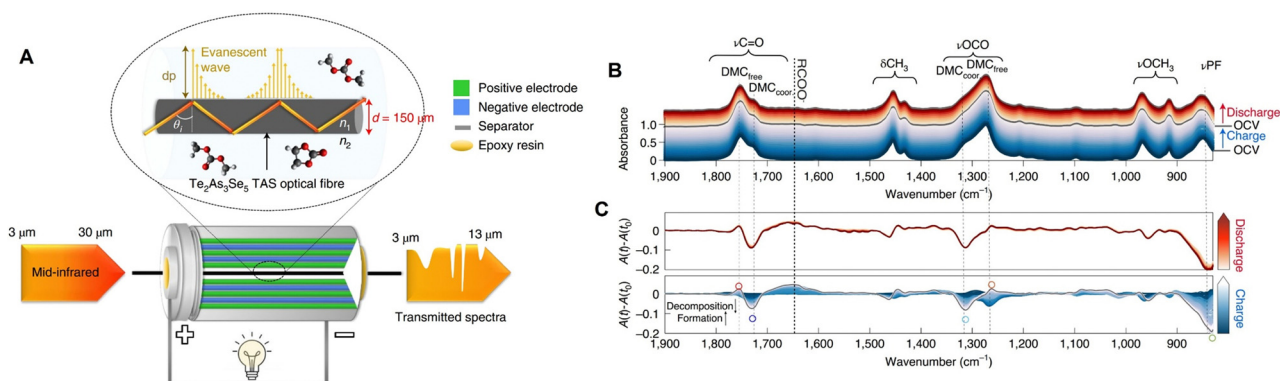 A
dp
Evanescent
wave
θi
n1
n2
d = 150 μm
Te2As3Se5 TAS optical fibre
Positive electrode
Negative electrode
Separator
Epoxy resin
3 μm 30 μm
Mid-infrared
3 μm 13 μm
Transmitted spectra
+ −
B
νC=O
DMCfree
DMCcoor.
RCOO
δCH3
νOCO
DMCcoor.
DMCfree
νOCH3
νPF
Discharge
OCV
Charge
OCV
Absorbance
1.0
0.5
0
1,900 1,800 1,700 1,600 1,500 1,400 1,300 1,200 1,100 1,000 900
Wavenumber (cm−1)
C
A(t)-A(t0)
0
−0.1
−0.2
Discharge
A(t)-A(t0)
0
−0.1
−0.2
Decomposition↓
Formation↑
Charge
1,900 1,800 1,700 1,600 1,500 1,400 1,300 1,200 1,100 1,000 900
Wavenumber (cm−1)